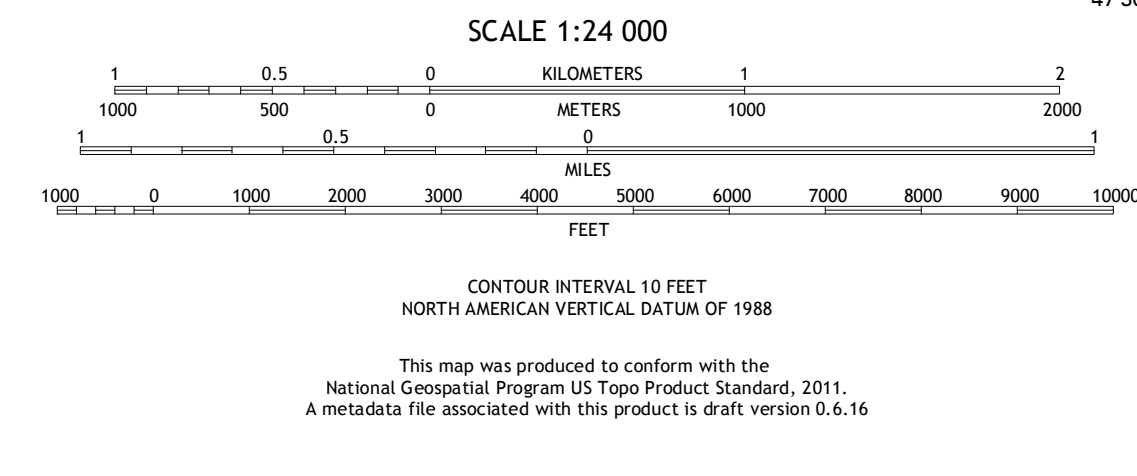 SCALE 1:24 000
1 0.5 0 KILOMETERS 1 2
1000 500 0 METERS 1000 2000
1 0.5 0 1
MILES
1000 0 1000 2000 3000 4000 5000 6000 7000 8000 9000 10000
FEET
CONTOUR INTERVAL 10 FEET
NORTH AMERICAN VERTICAL DATUM OF 1988
This map was produced to conform with the
National Geospatial Program US Topo Product Standard, 2011.
A metadata file associated with this product is draft version 0.6.16